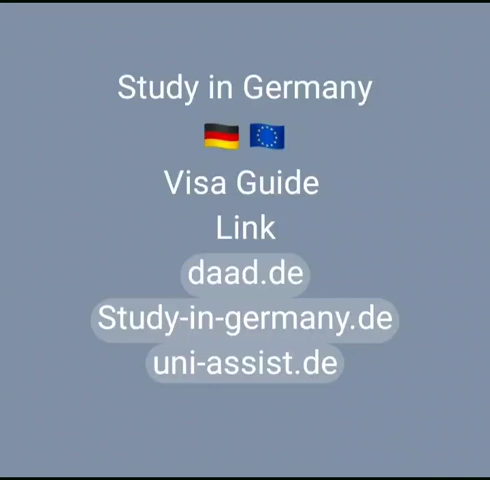 Study in Germany
🇩🇪 🇪🇺
Visa Guide
Link
daad.de
Study-in-germany.de
uni-assist.de